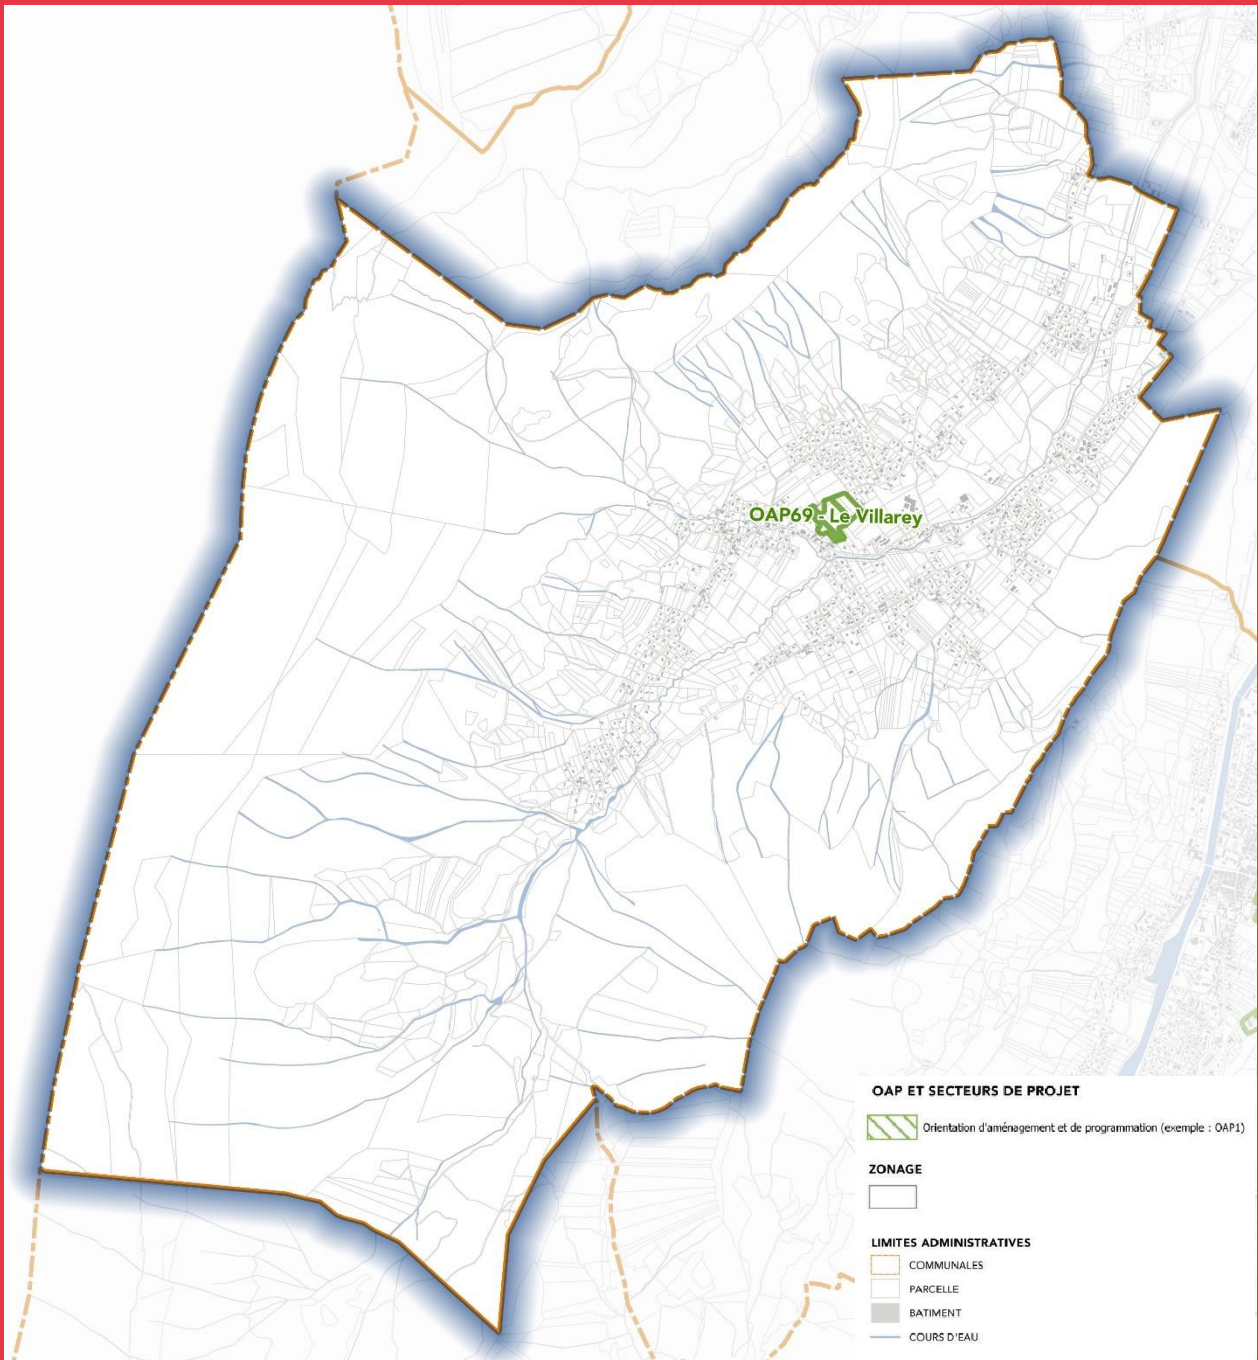 OAP69 - Le Villarey
OAP ET SECTEURS DE PROJET
Orientation d'aménagement et de programmation (exemple : OAP1)
ZONAGE
LIMITES ADMINISTRATIVES
COMMUNALES
PARCELLE
BATIMENT
COURS D'EAU